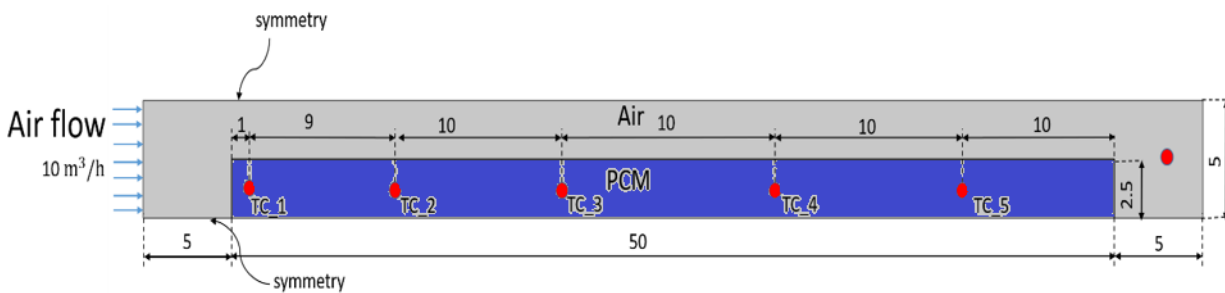 symmetry
Air flow
10 m³/h
Air
1
9
10
10
10
10
PCM
TC_1
TC_2
TC_3
TC_4
TC_5
2.5
5
5
50
5
symmetry